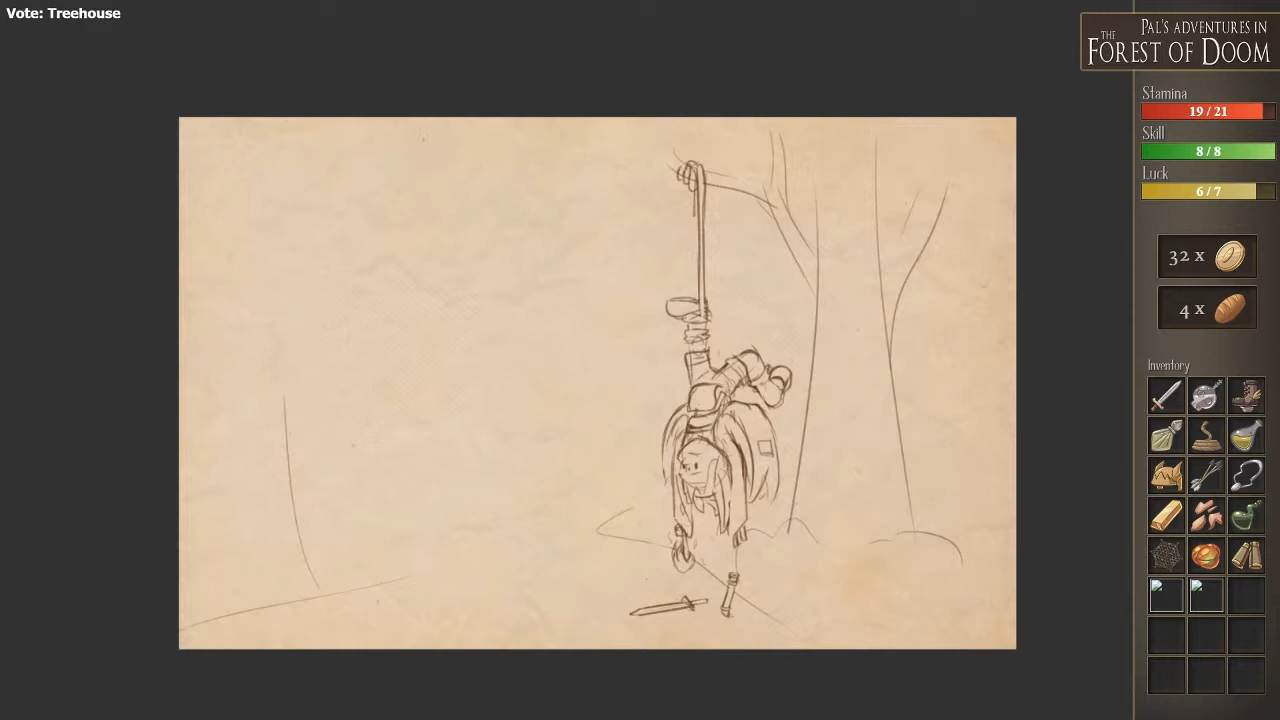 Vote: Treehouse
PAL'S ADVENTURES IN
THE FOREST OF DOOM
Stamina
19 / 21
Skill
8 / 8
Luck
6 / 7
32 x
4 x
Inventory